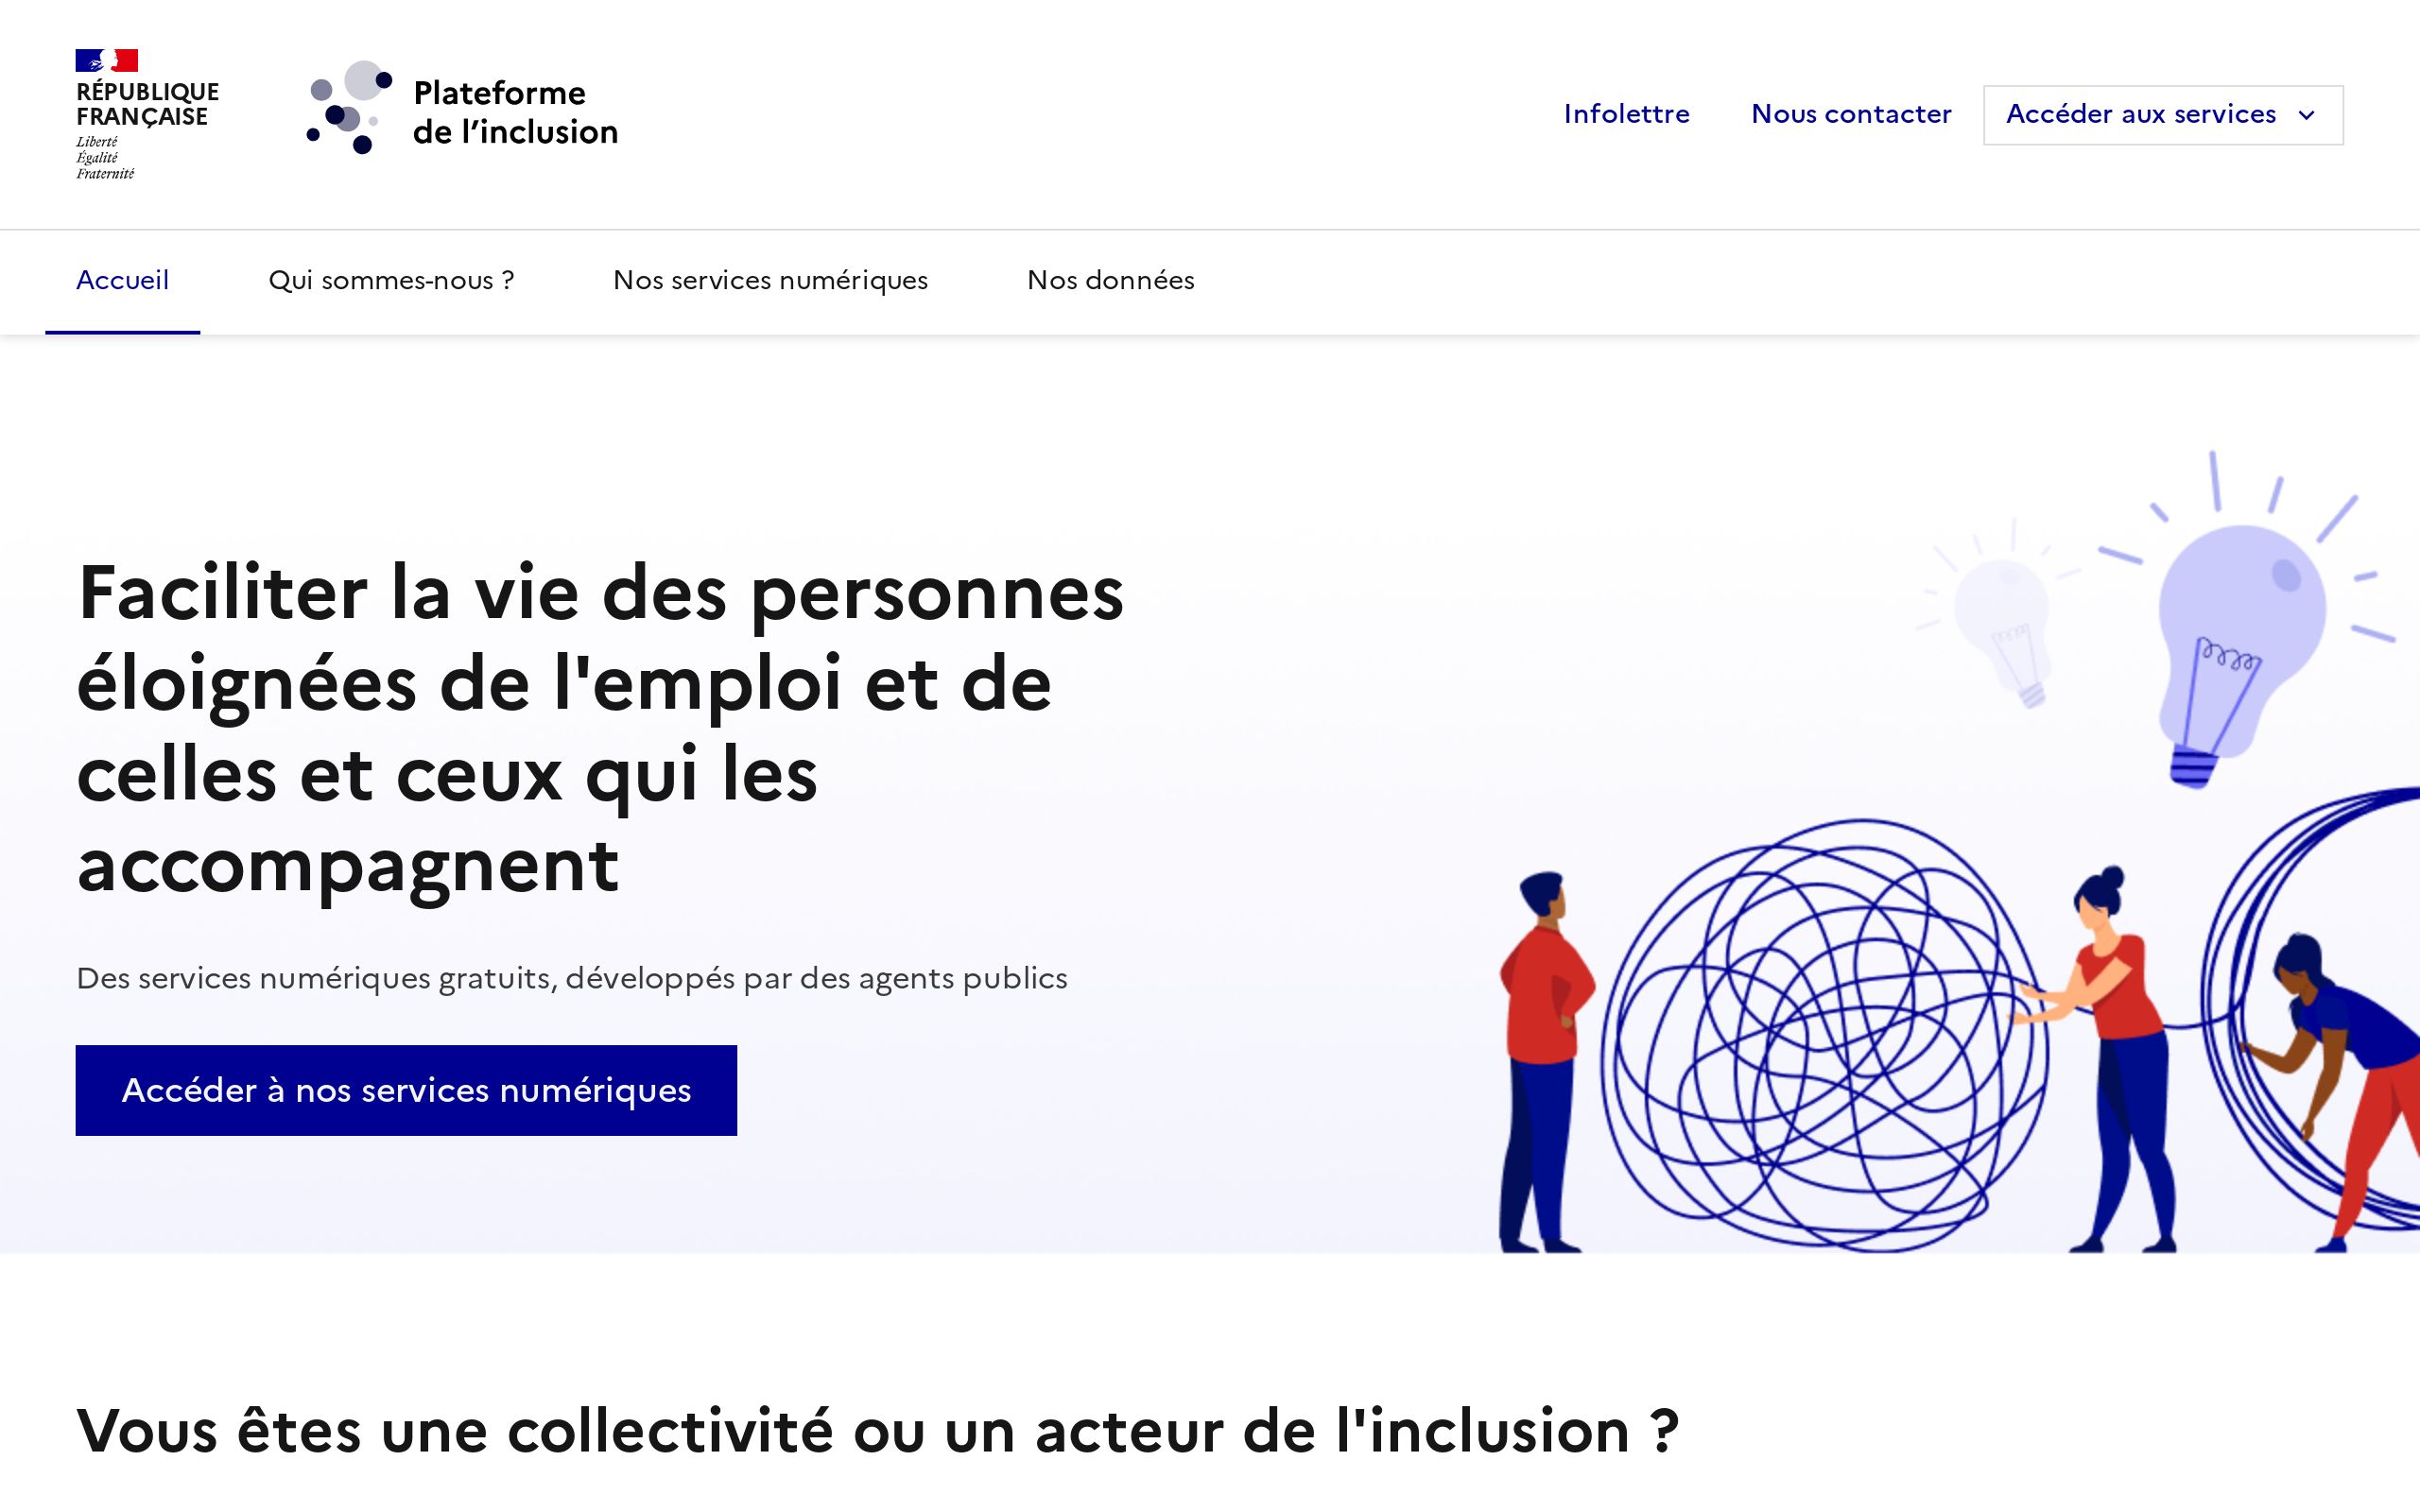 RÉPUBLIQUE
FRANÇAISE
Liberté
Égalité
Fraternité
Plateforme
de l’inclusion
Infolettre
Nous contacter
Accéder aux services
Accueil
Qui sommes-nous ?
Nos services numériques
Nos données
Faciliter la vie des personnes
éloignées de l'emploi et de
celles et ceux qui les
accompagnent
Des services numériques gratuits, développés par des agents publics
Accéder à nos services numériques
Vous êtes une collectivité ou un acteur de l'inclusion ?